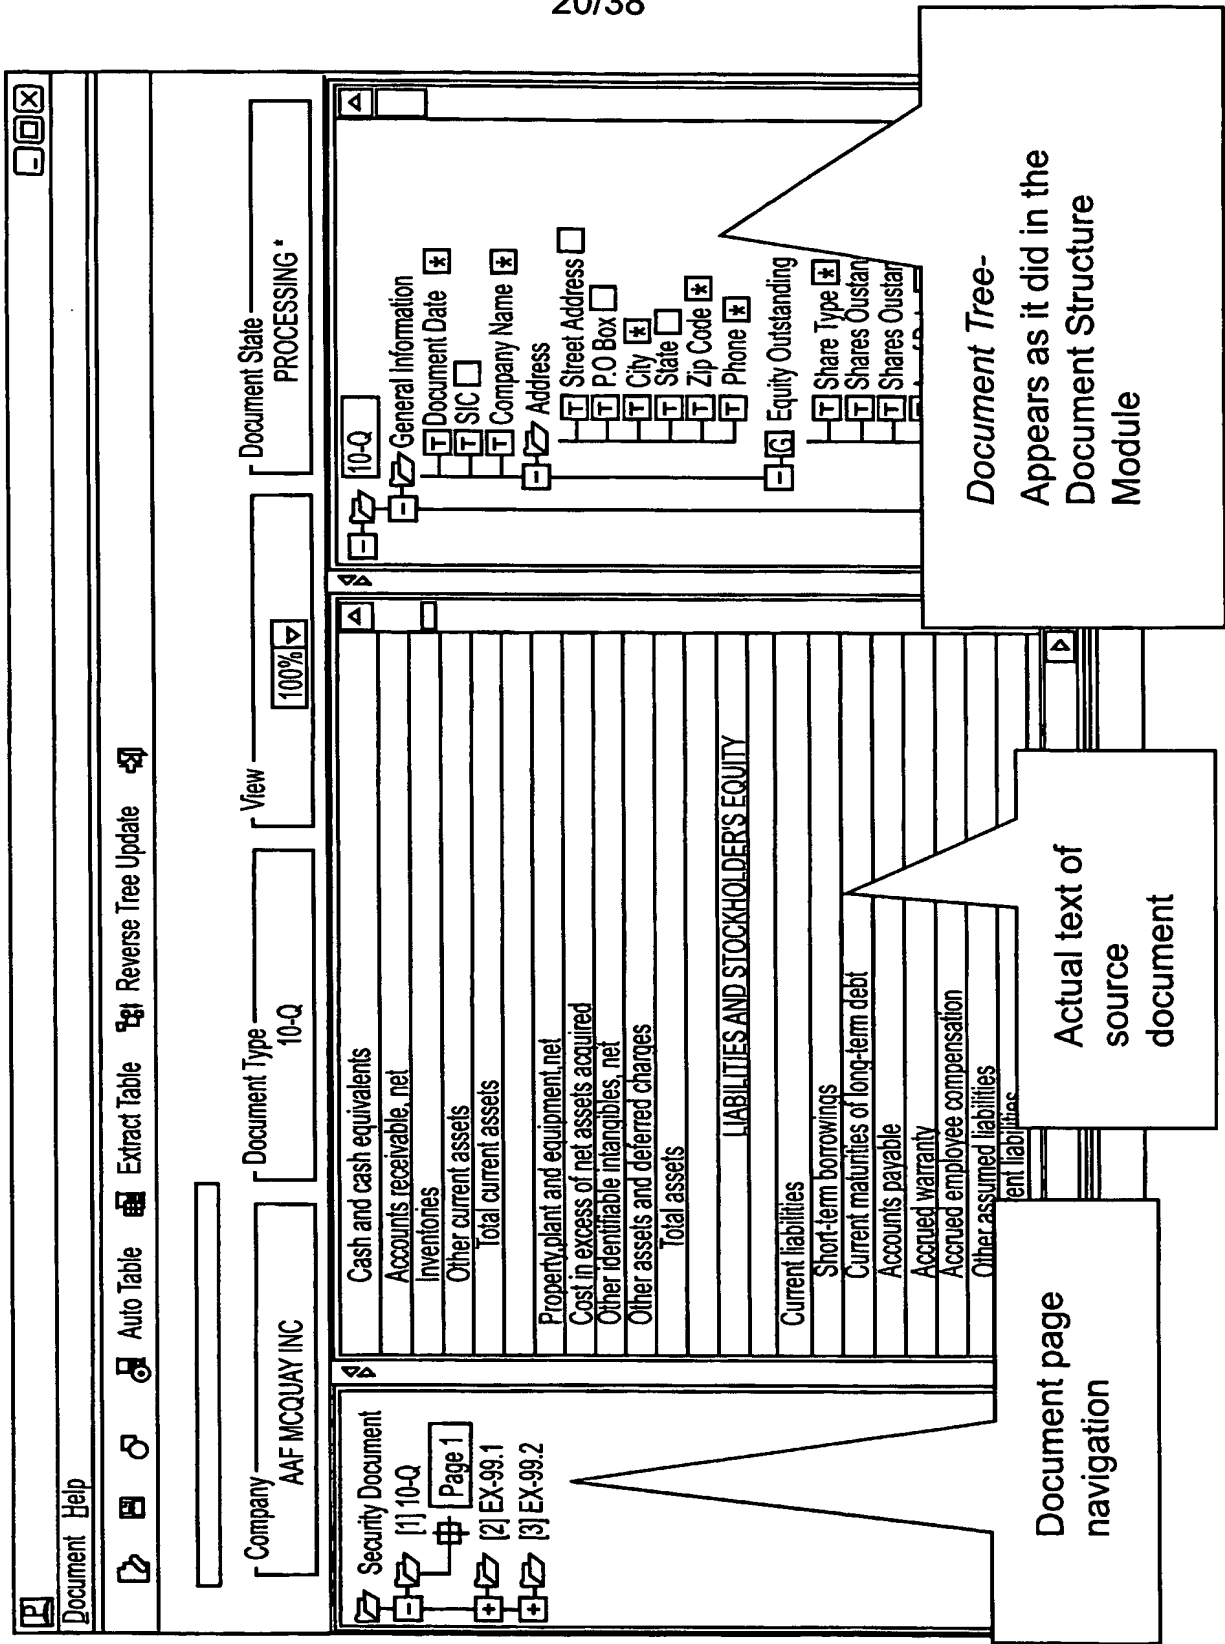 20/38
Document Help
Auto Table Extract Table Reverse Tree Update
Company
AAF MCQUAY INC
Document Type
10-Q
View
100%
Document State
PROCESSING *
Security Document
[1] 10-Q
Page 1
[2] EX-99.1
[3] EX-99.2
Cash and cash equivalents
Accounts receivable, net
Inventories
Other current assets
Total current assets
Property,plant and equipment,net
Cost in excess of net assets acquired
Other identifiable intangibles, net
Other assets and deferred charges
Total assets
LIABILITIES AND STOCKHOLDER'S EQUITY
Current liabilities
Short-term borrowings
Current maturities of long-term debt
Accounts payable
Accrued warranty
Accrued employee compensation
Other assumed liabilities
ent liabilities
10-Q
General Information
T Document Date *
T SIC
T Company Name *
Address
T Street Address
T P.O Box
T City *
T State
T Zip Code *
T Phone *
G Equity Outstanding
T Share Type *
T Shares Oustan
T Shares Oustar
Document page
navigation
Actual text of
source
document
Document Tree-
Appears as it did in the
Document Structure
Module